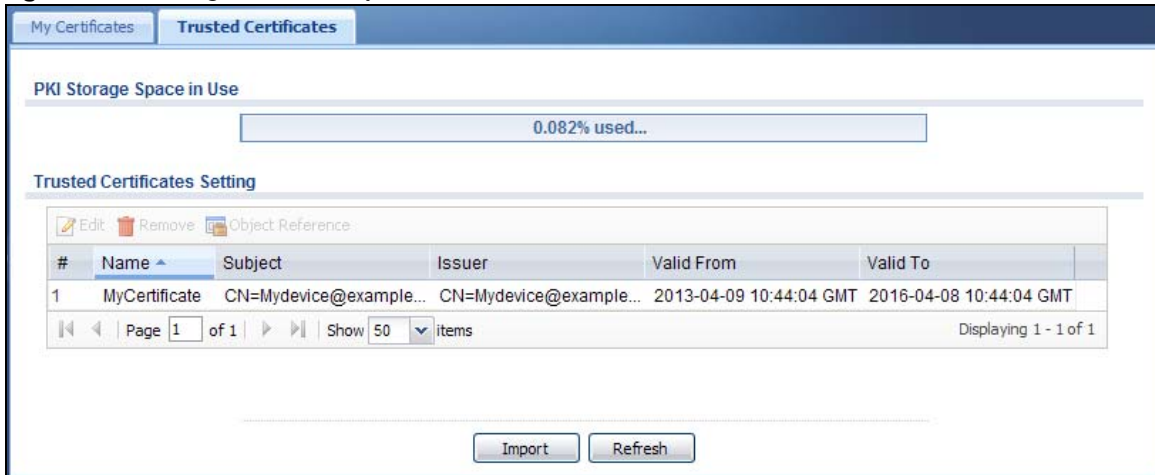 My Certificates Trusted Certificates
PKI Storage Space in Use
0.082% used...
Trusted Certificates Setting
Edit Remove Object Reference
# Name Subject Issuer Valid From Valid To
1 MyCertificate CN=Mydevice@example... CN=Mydevice@example... 2013-04-09 10:44:04 GMT 2016-04-08 10:44:04 GMT
Page 1 of 1 Show 50 items Displaying 1 - 1 of 1
Import Refresh